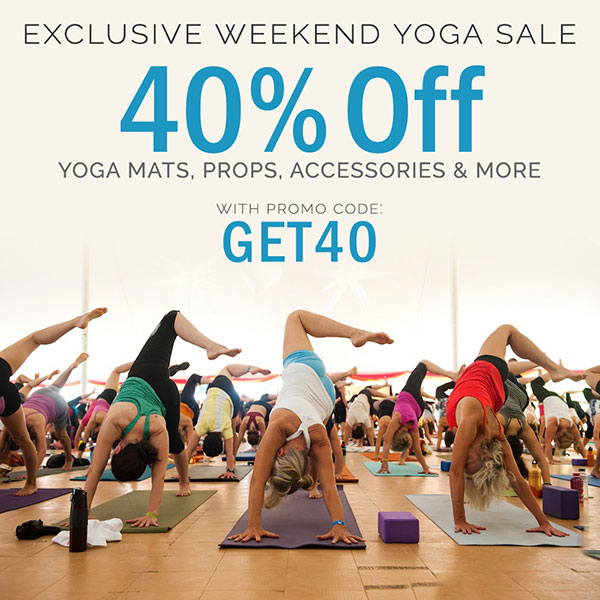 EXCLUSIVE WEEKEND YOGA SALE
40% Off
YOGA MATS, PROPS, ACCESSORIES & MORE
WITH PROMO CODE:
GET40